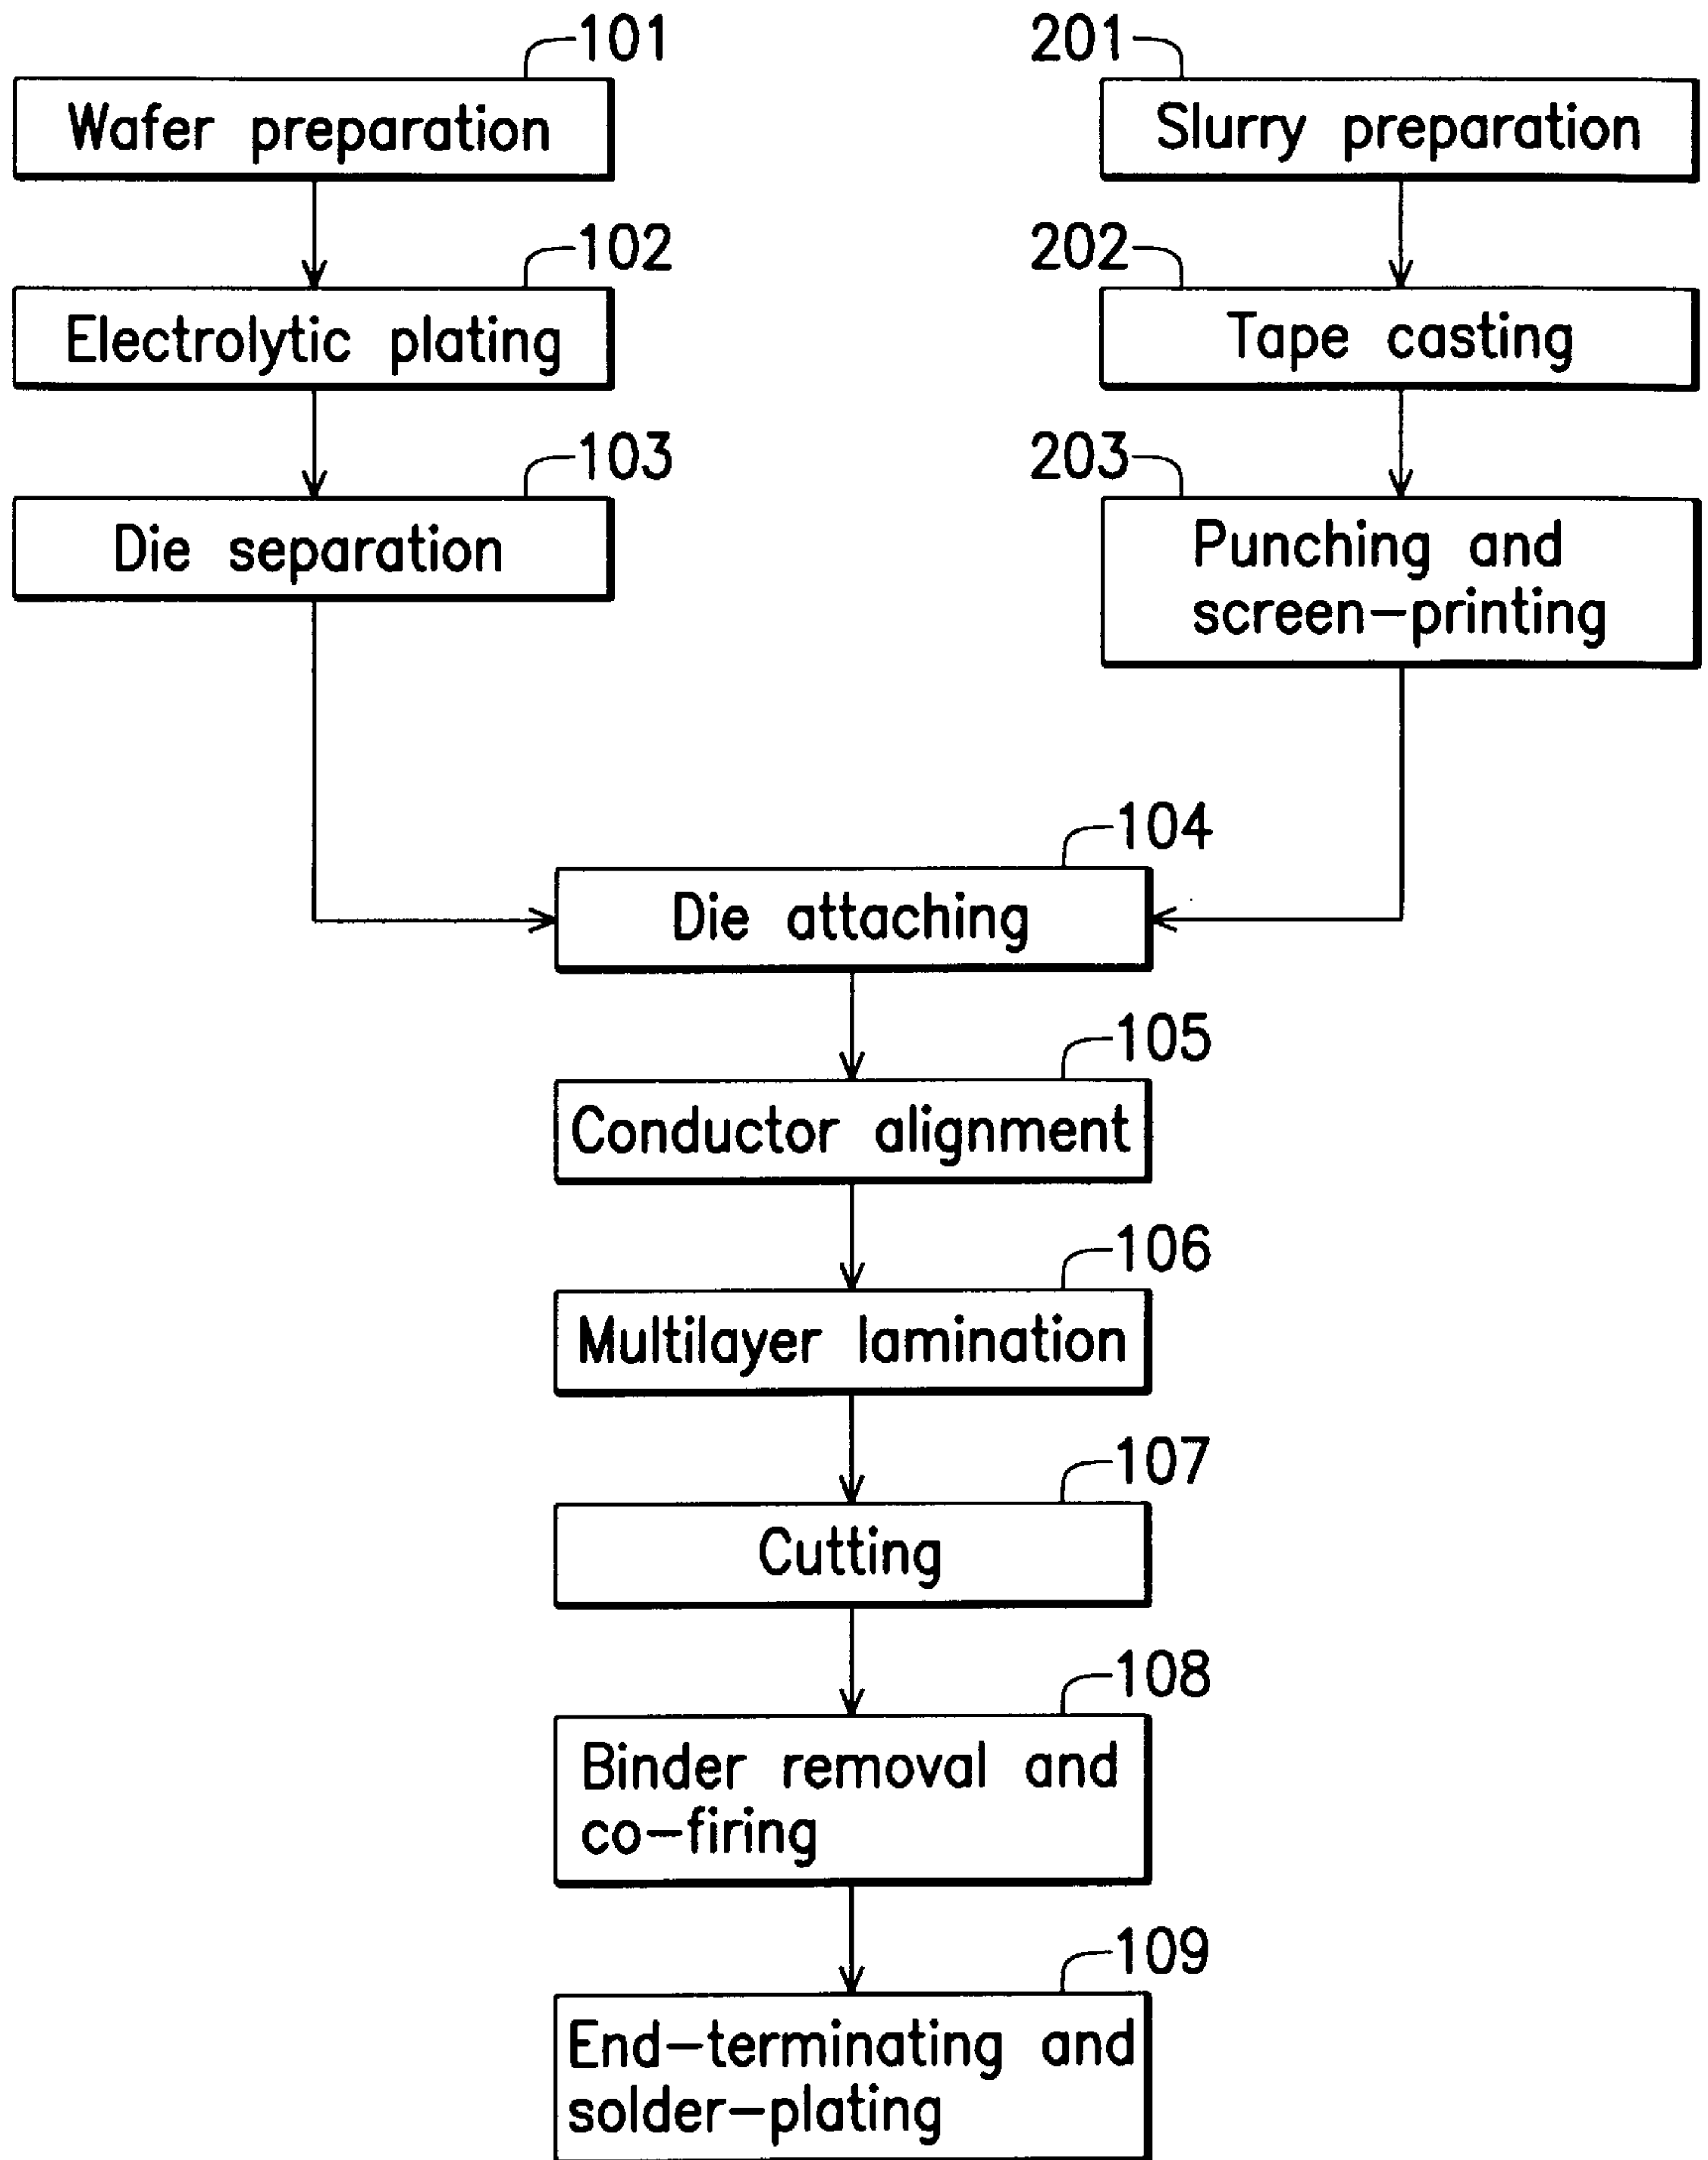 101
Wafer preparation
102
Electrolytic plating
103
Die separation
201
Slurry preparation
202
Tape casting
203
Punching and
screen-printing
104
Die attaching
105
Conductor alignment
106
Multilayer lamination
107
Cutting
108
Binder removal and
co-firing
109
End-terminating and
solder-plating